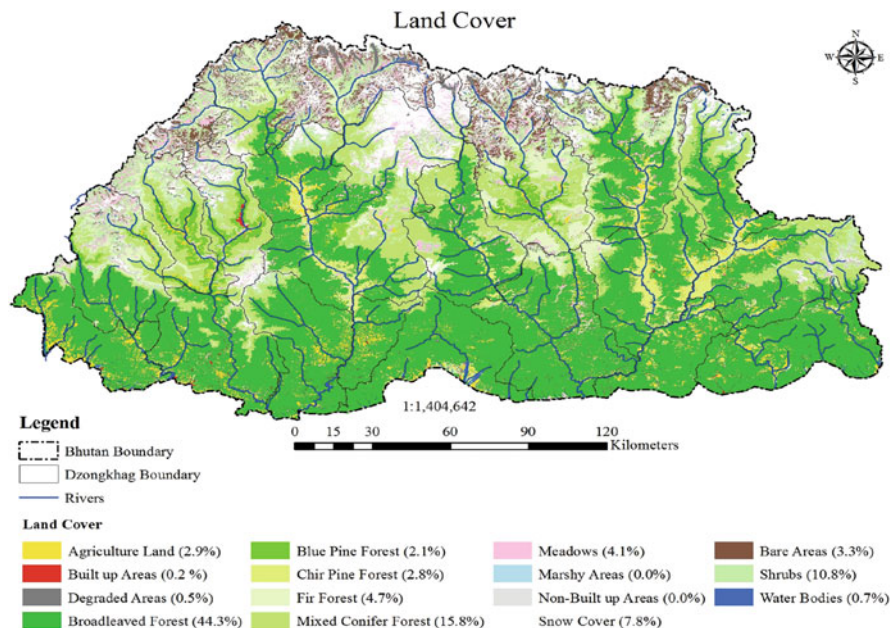 Land Cover
N
W E
S
1:1,404,642
0 15 30 60 90 120
Kilometers
Legend
Bhutan Boundary
Dzongkhag Boundary
Rivers
Land Cover
Agriculture Land (2.9%)
Built up Areas (0.2 %)
Degraded Areas (0.5%)
Broadleaved Forest (44.3%)
Blue Pine Forest (2.1%)
Chir Pine Forest (2.8%)
Fir Forest (4.7%)
Mixed Conifer Forest (15.8%)
Meadows (4.1%)
Marshy Areas (0.0%)
Non-Built up Areas (0.0%)
Snow Cover (7.8%)
Bare Areas (3.3%)
Shrubs (10.8%)
Water Bodies (0.7%)